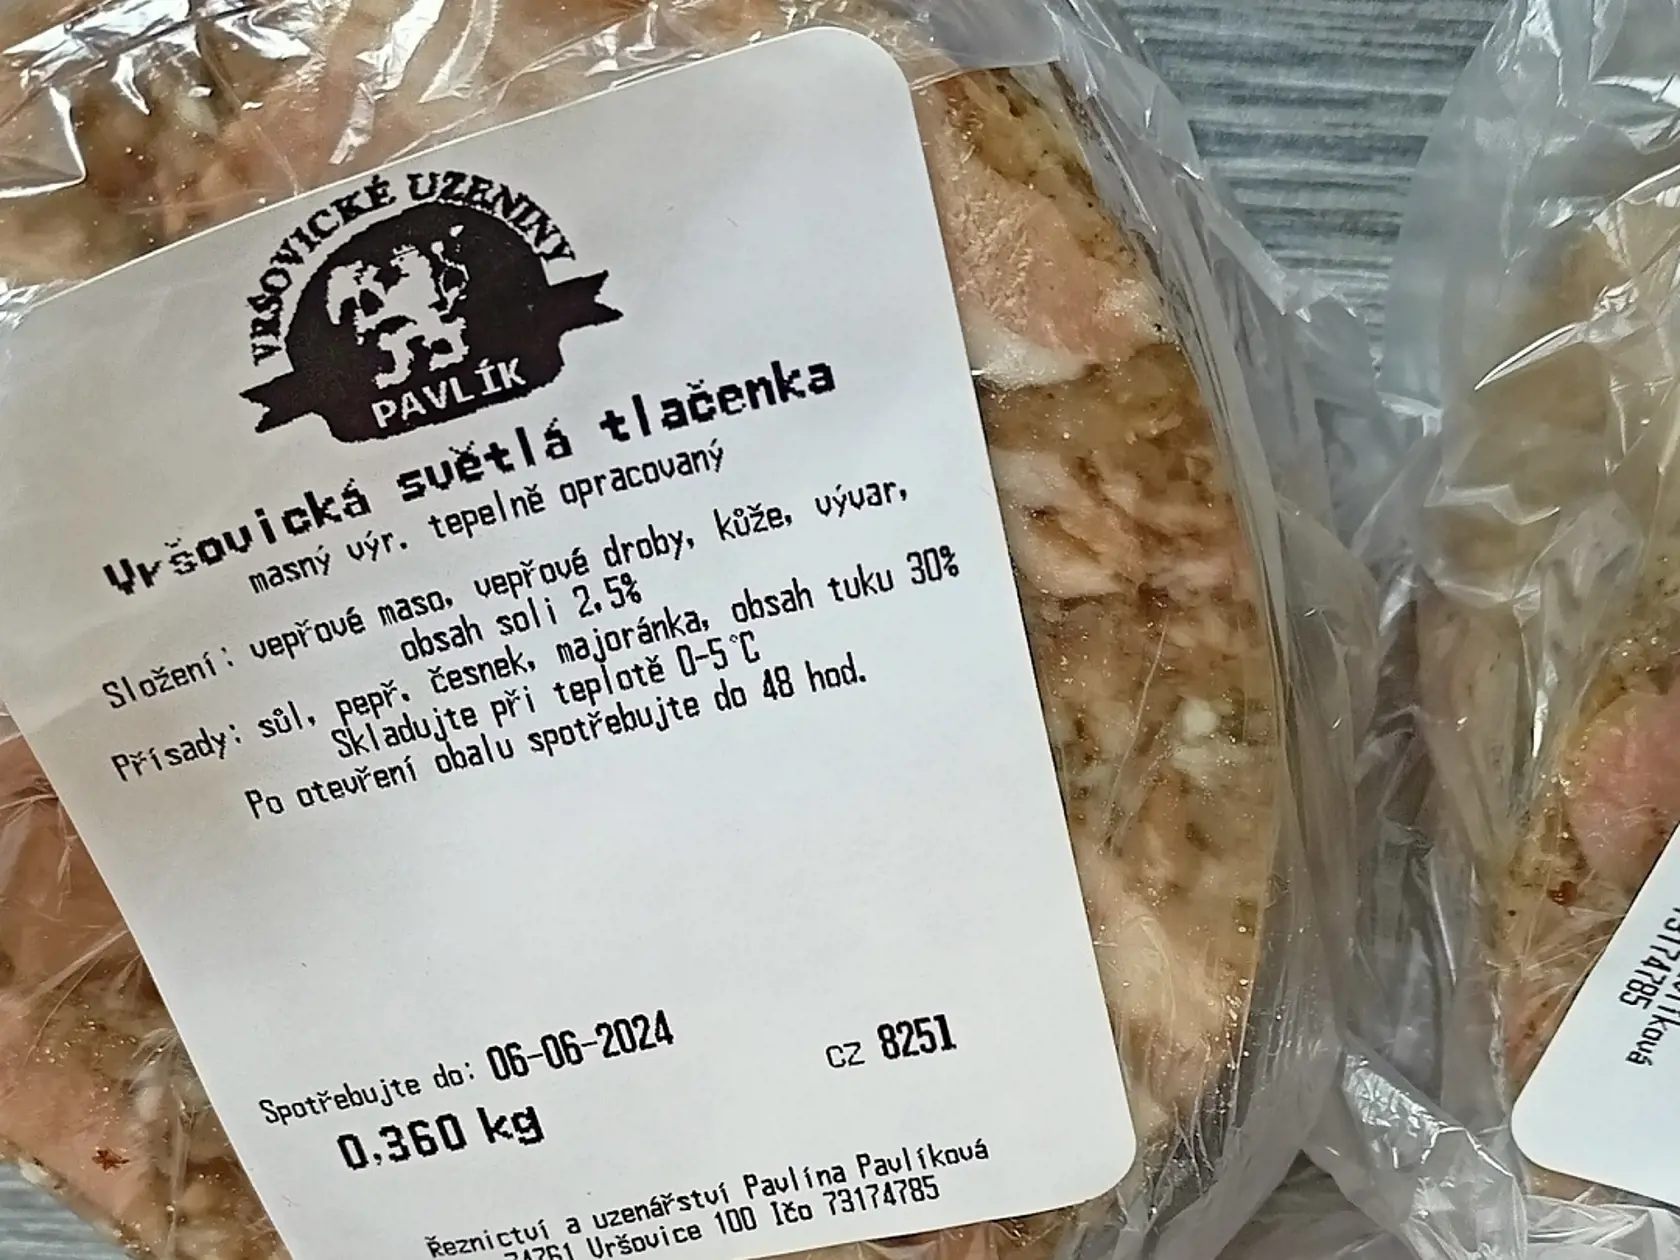 VRŠOVICKÉ UZENINY
PAVLÍK
Vršovická světlá tlačenka
masný výr. tepelně opracovaný
Složení: vepřové maso, vepřové droby, kůže, vývar,
obsah soli 2,5%
Přísady: sůl, pepř, česnek, majoránka, obsah tuku 30%
Skladujte při teplotě 0-5°C
Po otevření obalu spotřebujte do 48 hod.
Spotřebujte do: 06-06-2024
CZ 8251
0,360 kg
Řeznictví a uzenářství Pavlína Pavlíková
74761 Vršovice 100 Ičo 73174785
73174785